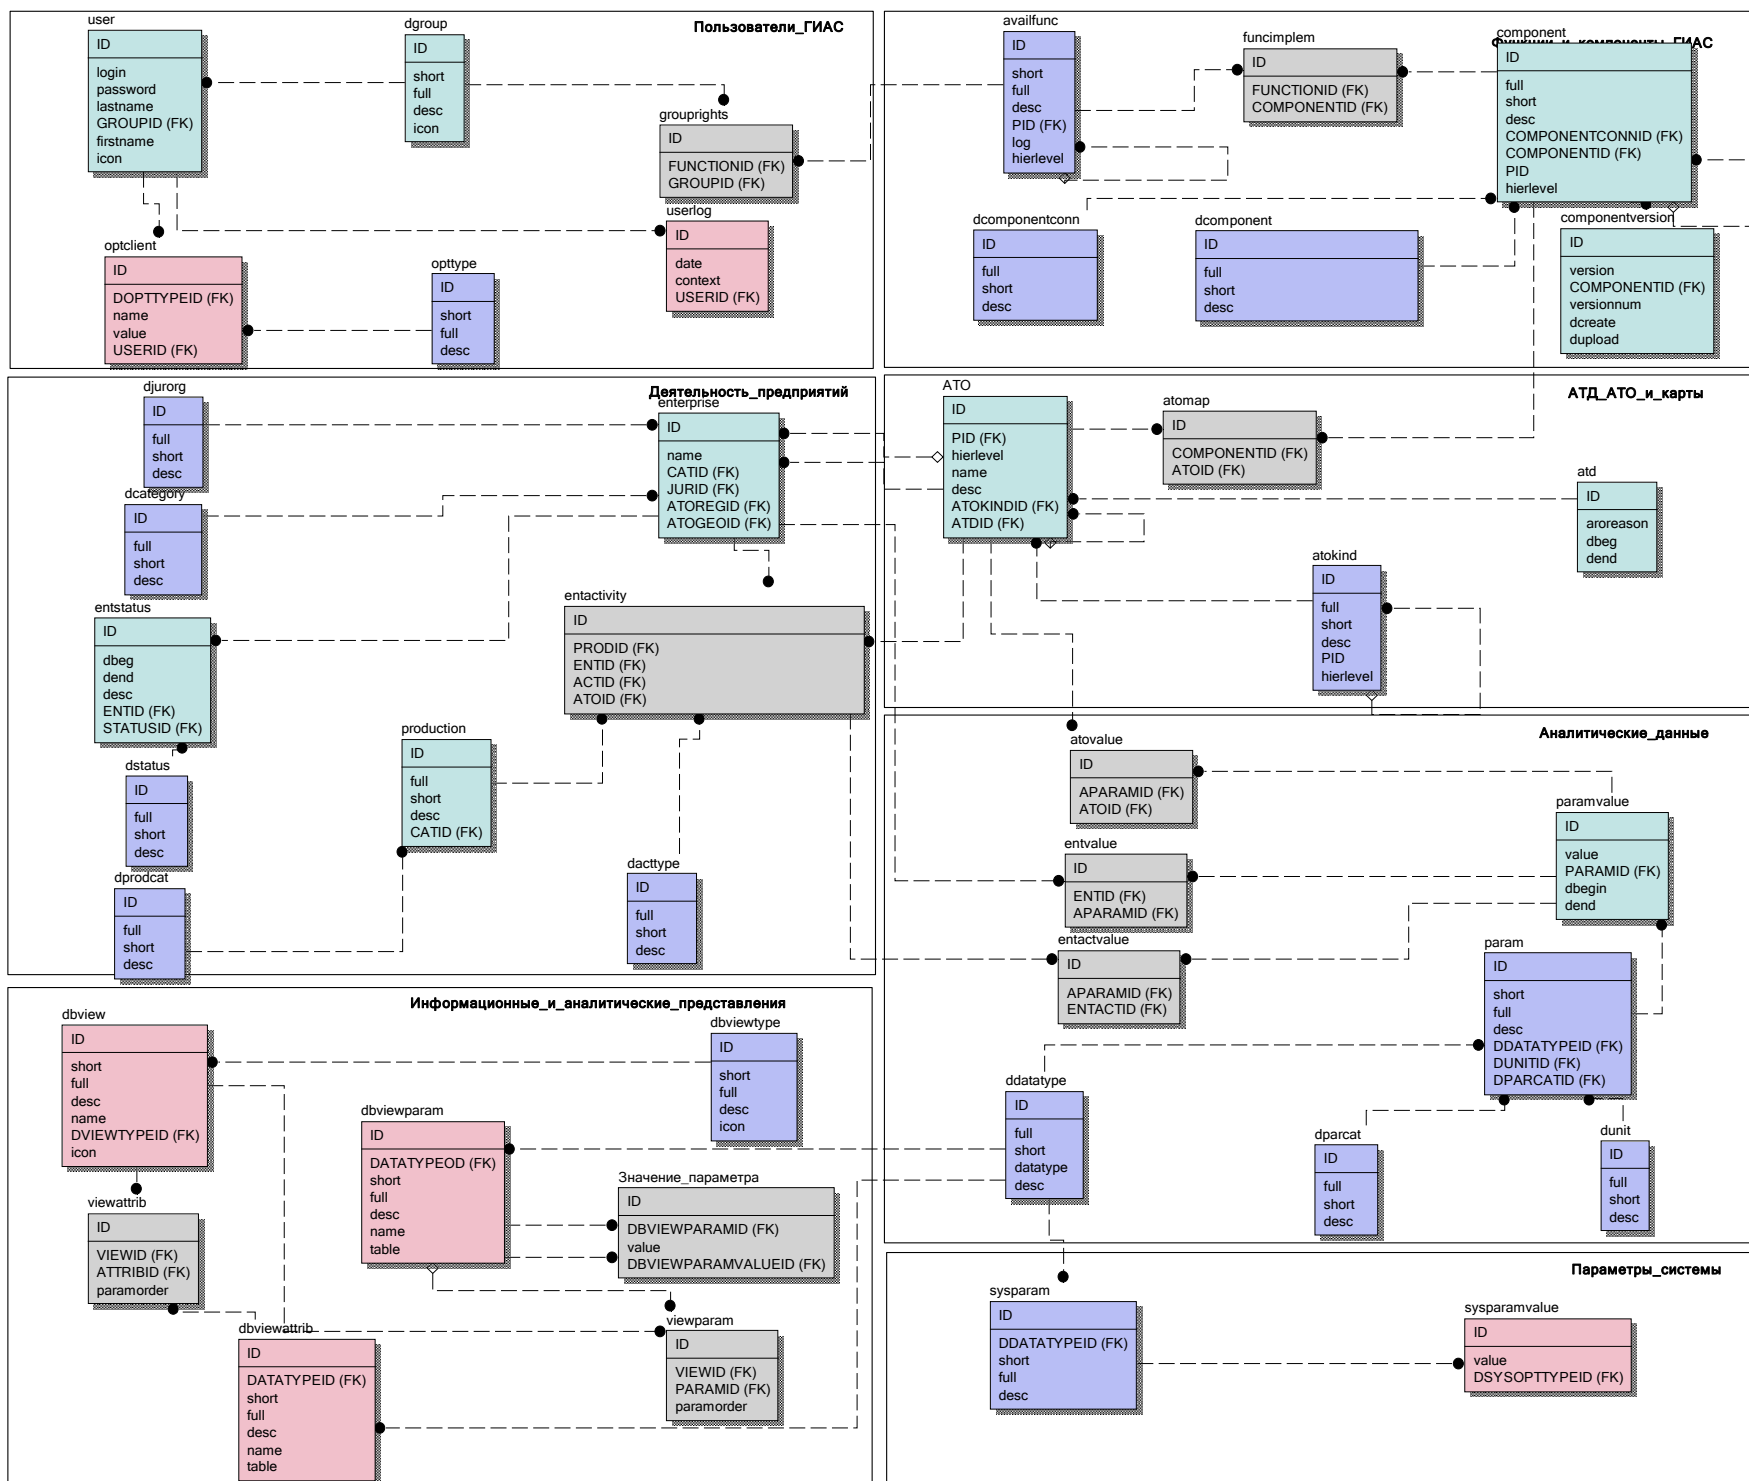 Пользователи_ГИАС
user
ID
login
password
lastname
GROUPID (FK)
firstname
icon
dgroup
ID
short
full
desc
icon
grouprights
ID
FUNCTIONID (FK)
GROUPID (FK)
userlog
ID
date
context
USERID (FK)
optclient
ID
DOPTTYPEID (FK)
name
value
USERID (FK)
opttype
ID
short
full
desc
Функции_и_компоненты_ГИАС
availfunc
ID
short
full
desc
PID (FK)
log
hierlevel
funcimplem
ID
FUNCTIONID (FK)
COMPONENTID (FK)
component
ID
full
short
desc
COMPONENTCONNID (FK)
COMPONENTID (FK)
PID
hierlevel
dcomponentconn
ID
full
short
desc
dcomponent
ID
full
short
desc
componentversion
ID
version
COMPONENTID (FK)
versionnum
dcreate
dupload
Деятельность_предприятий
djurorg
ID
full
short
desc
enterprise
ID
name
CATID (FK)
JURID (FK)
ATOREGID (FK)
ATOGEOID (FK)
dcategory
ID
full
short
desc
entstatus
ID
dbeg
dend
desc
ENTID (FK)
STATUSID (FK)
entactivity
ID
PRODID (FK)
ENTID (FK)
ACTID (FK)
ATOID (FK)
production
ID
full
short
desc
CATID (FK)
dstatus
ID
full
short
desc
dprodcat
ID
full
short
desc
dacttype
ID
full
short
desc
АТД_АТО_и_карты
АТО
ID
PID (FK)
hierlevel
name
desc
ATOKINDID (FK)
ATDID (FK)
atomap
ID
COMPONENTID (FK)
ATOID (FK)
atd
ID
aroreason
dbeg
dend
atokind
ID
full
short
desc
PID
hierlevel
Аналитические_данные
atovalue
ID
APARAMID (FK)
ATOID (FK)
paramvalue
ID
value
PARAMID (FK)
dbegin
dend
entvalue
ID
ENTID (FK)
APARAMID (FK)
entactvalue
ID
APARAMID (FK)
ENTACTID (FK)
param
ID
short
full
desc
DDATATYPEID (FK)
DUNITID (FK)
DPARCATID (FK)
ddatatype
ID
full
short
datatype
desc
dparcat
ID
full
short
desc
dunit
ID
full
short
desc
Информационные_и_аналитические_представления
dbview
ID
short
full
desc
name
DVIEWTYPEID (FK)
icon
dbviewtype
ID
short
full
desc
icon
dbviewparam
ID
DATATYPEOD (FK)
short
full
desc
name
table
Значение_параметра
ID
DBVIEWPARAMID (FK)
value
DBVIEWPARAMVALUEID (FK)
viewattrib
ID
VIEWID (FK)
ATTRIBID (FK)
paramorder
dbviewattrib
ID
DATATYPEID (FK)
short
full
desc
name
table
viewparam
ID
VIEWID (FK)
PARAMID (FK)
paramorder
Параметры_системы
sysparam
ID
DDATATYPEID (FK)
short
full
desc
sysparamvalue
ID
value
DSYSOPTTYPEID (FK)